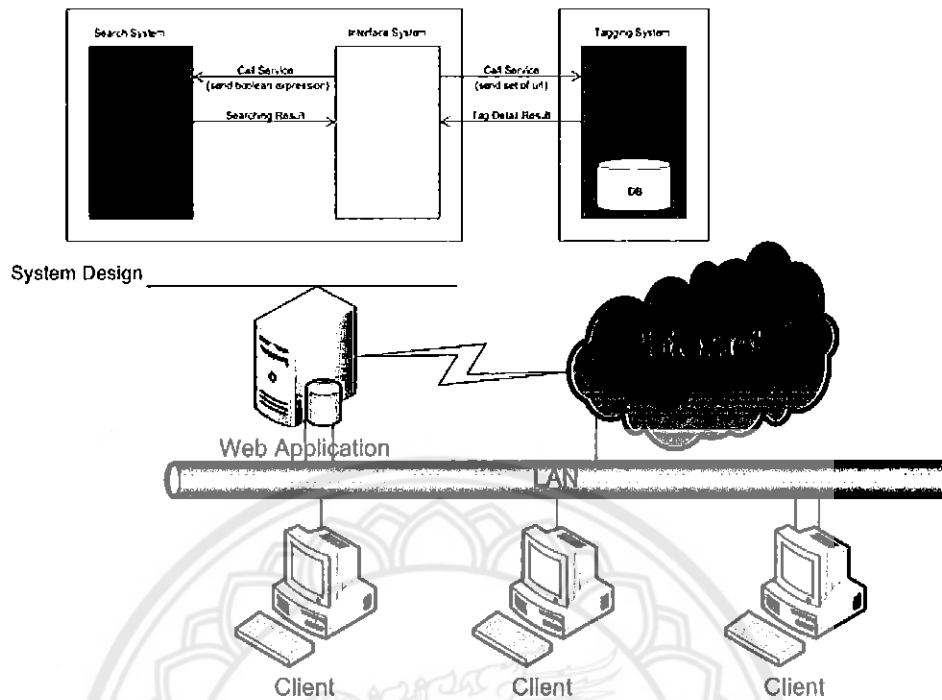 Search System
Interface System
Tagging System
Call Service
(send boolean expression)
Call Service
(send set of url)
Searching Result
Tag Detail Result
DB
System Design
Internet
Web Application
LAN
Client
Client
Client